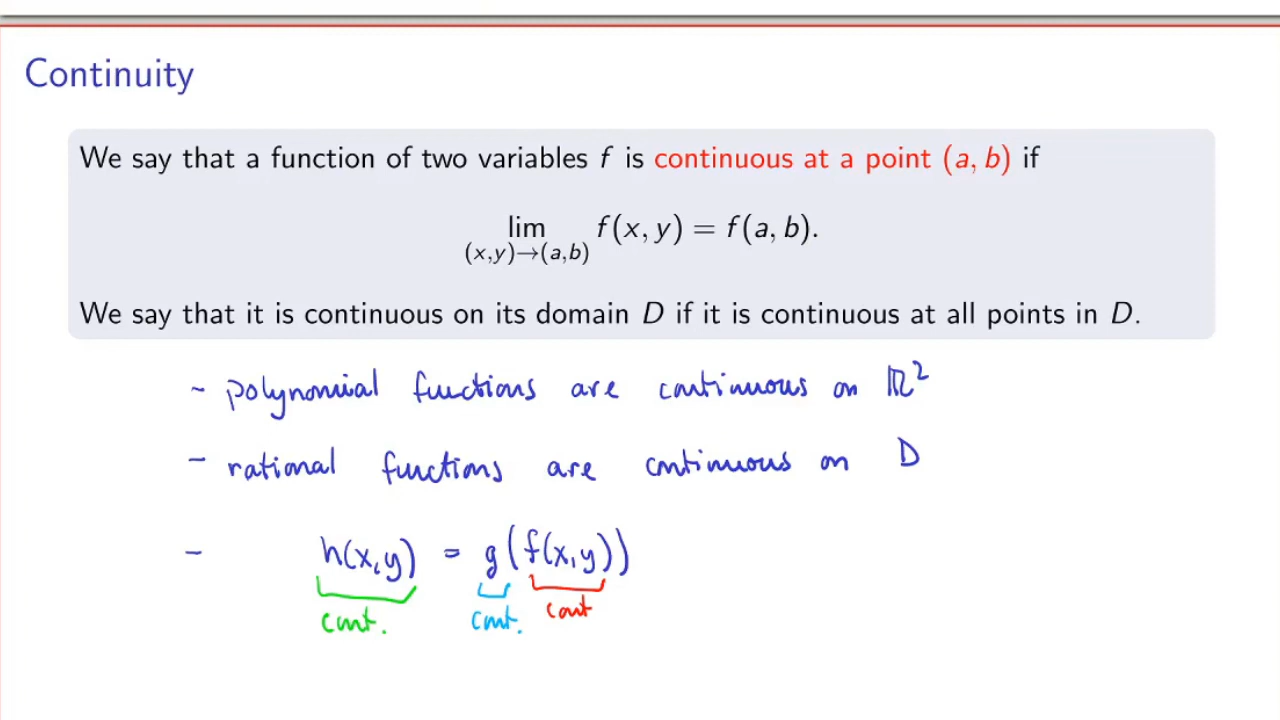 Continuity
We say that a function of two variables f is continuous at a point (a, b) if
lim f(x, y) = f(a, b).
(x,y)→(a,b)
We say that it is continuous on its domain D if it is continuous at all points in D.
~ polynomial functions are continuous on ℝ²
- rational functions are continuous on D
- h(x,y) = g(f(x,y))
cont. cont. cont